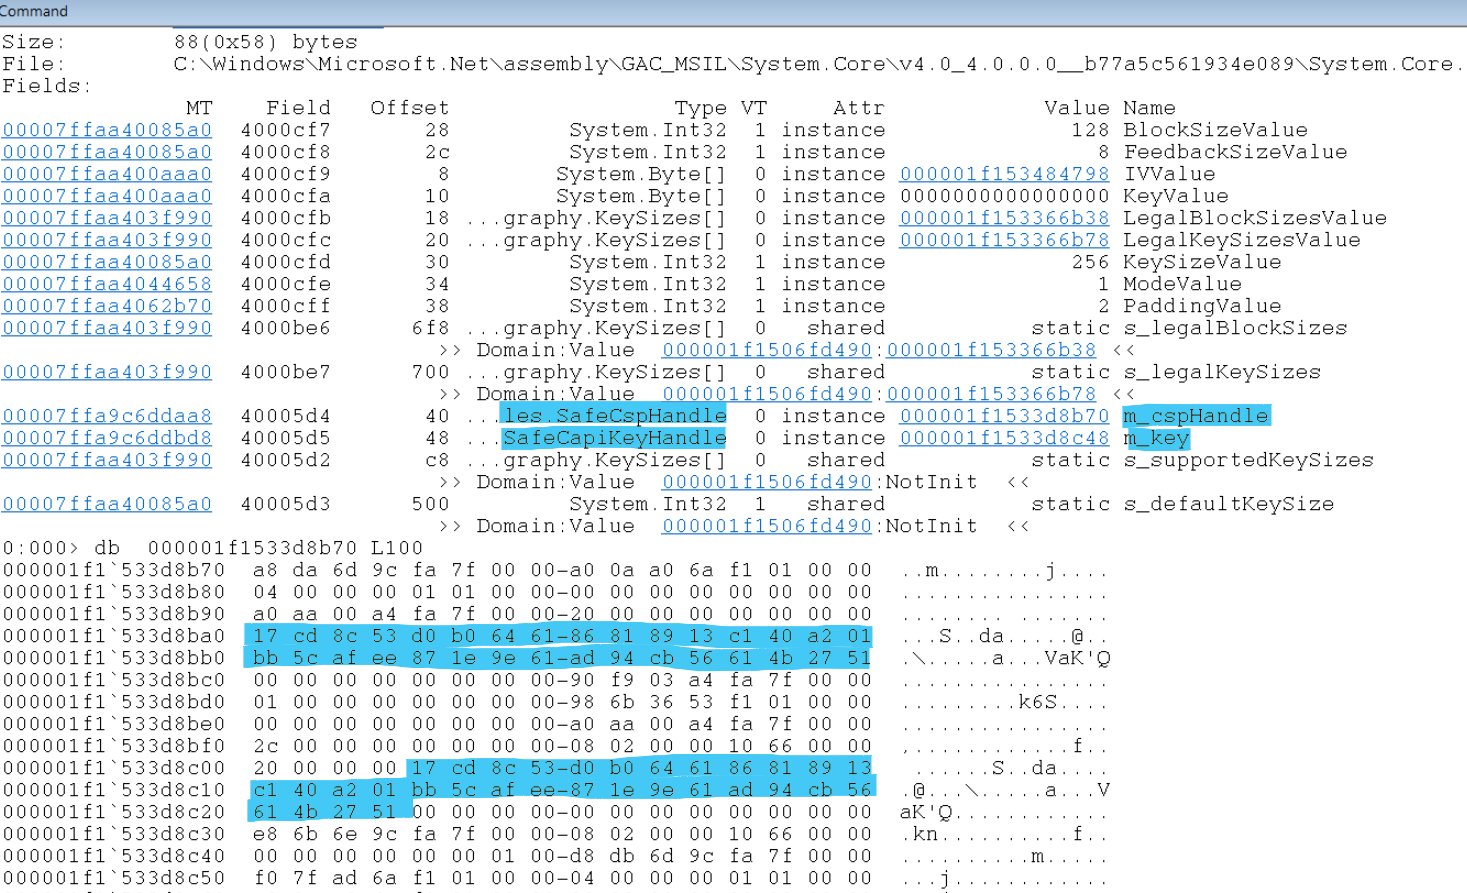 Command
Size:          88(0x58) bytes
File:          C:\Windows\Microsoft.Net\assembly\GAC_MSIL\System.Core\v4.0_4.0.0.0__b77a5c561934e089\System.Core.
Fields:
MT    Field   Offset                 Type VT     Attr            Value Name
00007ffaa40085a0  4000cf7       28         System.Int32  1 instance              128 BlockSizeValue
00007ffaa40085a0  4000cf8       2c         System.Int32  1 instance                8 FeedbackSizeValue
00007ffaa400aaa0  4000cf9        8        System.Byte[]  0 instance 000001f153484798 IVValue
00007ffaa400aaa0  4000cfa       10        System.Byte[]  0 instance 0000000000000000 KeyValue
00007ffaa403f990  4000cfb       18 ...graphy.KeySizes[]  0 instance 000001f153366b38 LegalBlockSizesValue
00007ffaa403f990  4000cfc       20 ...graphy.KeySizes[]  0 instance 000001f153366b78 LegalKeySizesValue
00007ffaa40085a0  4000cfd       30         System.Int32  1 instance              256 KeySizeValue
00007ffaa4044658  4000cfe       34         System.Int32  1 instance                1 ModeValue
00007ffaa4062b70  4000cff       38         System.Int32  1 instance                2 PaddingValue
00007ffaa403f990  4000be6      6f8 ...graphy.KeySizes[]  0   shared           static s_legalBlockSizes
>> Domain:Value  000001f1506fd490:000001f153366b38 <<
00007ffaa403f990  4000be7      700 ...graphy.KeySizes[]  0   shared           static s_legalKeySizes
>> Domain:Value  000001f1506fd490:000001f153366b78 <<
00007ffa9c6ddaa8  40005d4       40 ...les.SafeCspHandle  0 instance 000001f1533d8b70 m_cspHandle
00007ffa9c6ddbd8  40005d5       48 ...SafeCapiKeyHandle  0 instance 000001f1533d8c48 m_key
00007ffaa403f990  40005d2       c8 ...graphy.KeySizes[]  0   shared           static s_supportedKeySizes
>> Domain:Value  000001f1506fd490:NotInit  <<
00007ffaa40085a0  40005d3      500         System.Int32  1   shared           static s_defaultKeySize
>> Domain:Value  000001f1506fd490:NotInit  <<
0:000> db  000001f1533d8b70 L100
000001f1`533d8b70  a8 da 6d 9c fa 7f 00 00-a0 0a a0 6a f1 01 00 00  ..m........j....
000001f1`533d8b80  04 00 00 00 01 01 00 00-00 00 00 00 00 00 00 00  ................
000001f1`533d8b90  a0 aa 00 a4 fa 7f 00 00-20 00 00 00 00 00 00 00  ........ .......
000001f1`533d8ba0  17 cd 8c 53 d0 b0 64 61-86 81 89 13 c1 40 a2 01  ...S..da.....@..
000001f1`533d8bb0  bb 5c af ee 87 1e 9e 61-ad 94 cb 56 61 4b 27 51  .\.....a...VaK'Q
000001f1`533d8bc0  00 00 00 00 00 00 00 00-90 f9 03 a4 fa 7f 00 00  ................
000001f1`533d8bd0  01 00 00 00 00 00 00 00-98 6b 36 53 f1 01 00 00  .........k6S....
000001f1`533d8be0  00 00 00 00 00 00 00 00-a0 aa 00 a4 fa 7f 00 00  ................
000001f1`533d8bf0  2c 00 00 00 00 00 00 00-08 02 00 00 10 66 00 00  ,............f..
000001f1`533d8c00  20 00 00 00 17 cd 8c 53-d0 b0 64 61 86 81 89 13   ......S..da....
000001f1`533d8c10  c1 40 a2 01 bb 5c af ee-87 1e 9e 61 ad 94 cb 56  .@...\.....a...V
000001f1`533d8c20  61 4b 27 51 00 00 00 00-00 00 00 00 00 00 00 00  aK'Q............
000001f1`533d8c30  e8 6b 6e 9c fa 7f 00 00-08 02 00 00 10 66 00 00  .kn..........f..
000001f1`533d8c40  00 00 00 00 00 00 01 00-d8 db 6d 9c fa 7f 00 00  ..........m.....
000001f1`533d8c50  f0 7f ad 6a f1 01 00 00-04 00 00 00 01 01 00 00  ...j............